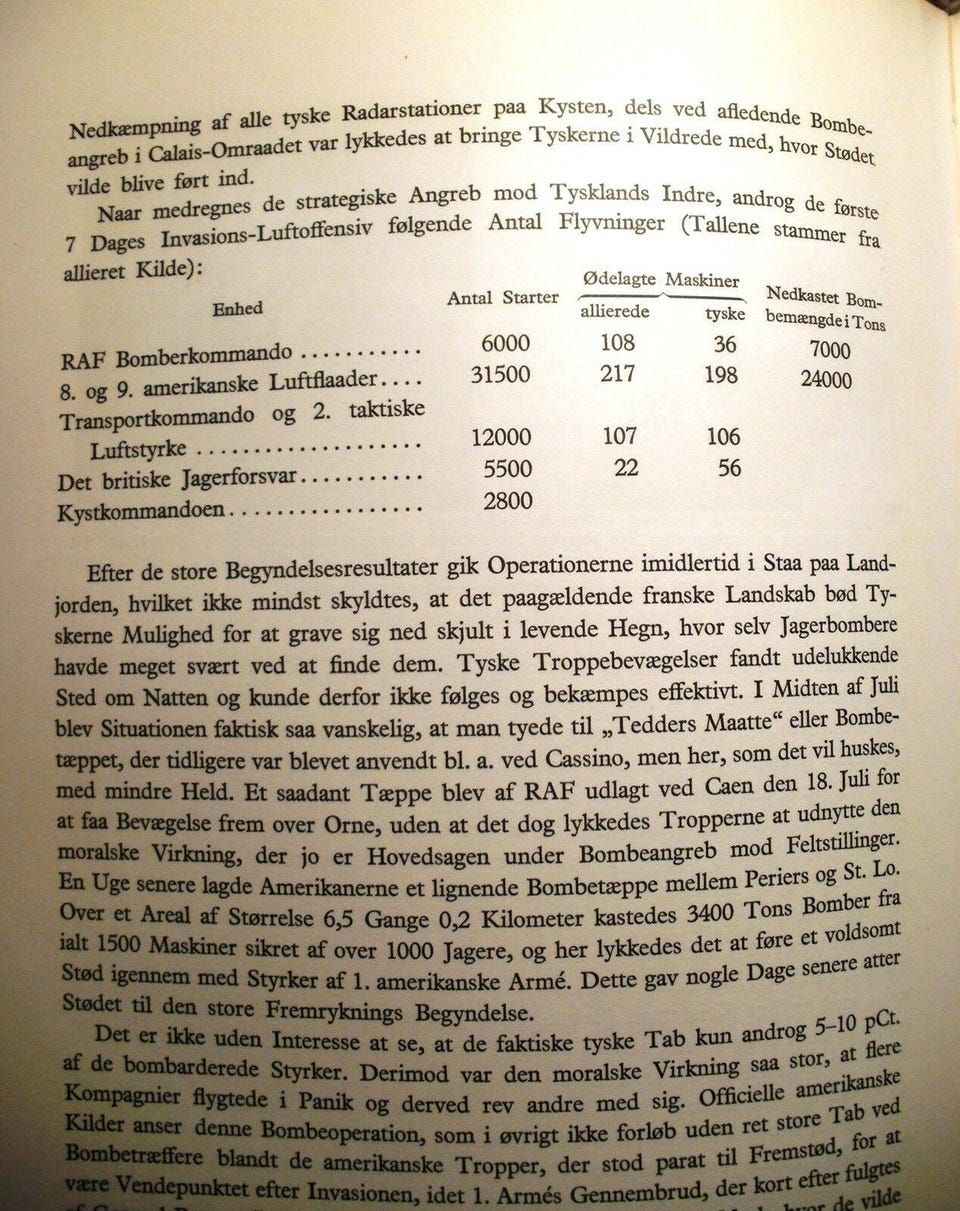 Nedkæmpning af alle tyske Radarstationer paa Kysten, dels ved afledende Bombe-
angreb i Calais-Omraadet var lykkedes at bringe Tyskerne i Vildrede med, hvor Stødet
vilde blive ført ind.
Naar medregnes de strategiske Angreb mod Tysklands Indre, androg de første
7 Dages Invasions-Luftoffensiv følgende Antal Flyvninger (Tallene stammer fra
allieret Kilde):
Enhed Antal Starter Ødelagte Maskiner allierede tyske Nedkastet Bom-
bemængde i Tons
RAF Bomberkommando ........... 6000 108 36 7000
8. og 9. amerikanske Luftflaader.... 31500 217 198 24000
Transportkommando og 2. taktiske
Luftstyrke .................... 12000 107 106
Det britiske Jagerforsvar........... 5500 22 56
Kystkommandoen................. 2800
Efter de store Begyndelsesresultater gik Operationerne imidlertid i Staa paa Land-
jorden, hvilket ikke mindst skyldtes, at det paagældende franske Landskab bød Ty-
skerne Mulighed for at grave sig ned skjult i levende Hegn, hvor selv Jagerbombere
havde meget svært ved at finde dem. Tyske Troppebevægelser fandt udelukkende
Sted om Natten og kunde derfor ikke følges og bekæmpes effektivt. I Midten af Juli
blev Situationen faktisk saa vanskelig, at man tyede til „Tedders Maatte“ eller Bombe-
tæppet, der tidligere var blevet anvendt bl. a. ved Cassino, men her, som det vil huskes,
med mindre Held. Et saadant Tæppe blev af RAF udlagt ved Caen den 18. Juli for
at faa Bevægelse frem over Orne, uden at det dog lykkedes Tropperne at udnytte den
moralske Virkning, der jo er Hovedsagen under Bombeangreb mod Feltstillinger.
En Uge senere lagde Amerikanerne et lignende Bombetæppe mellem Periers og St. Lo.
Over et Areal af Størrelse 6,5 Gange 0,2 Kilometer kastedes 3400 Tons Bomber fra
ialt 1500 Maskiner sikret af over 1000 Jagere, og her lykkedes det at føre et voldsomt
Stød igennem med Styrker af 1. amerikanske Armé. Dette gav nogle Dage senere atter
Stødet til den store Fremryknings Begyndelse.
Det er ikke uden Interesse at se, at de faktiske tyske Tab kun androg 5–10 pCt.
af de bombarderede Styrker. Derimod var den moralske Virkning saa stor, at flere
Kompagnier flygtede i Panik og derved rev andre med sig. Officielle amerikanske
Kilder anser denne Bombeoperation, som i øvrigt ikke forløb uden ret store Tab ved
Bombetræffere blandt de amerikanske Tropper, der stod parat til Fremstød, for at
være Vendepunktet efter Invasionen, idet 1. Armés Gennembrud, der kort efter fulgtes
hvor de vilde